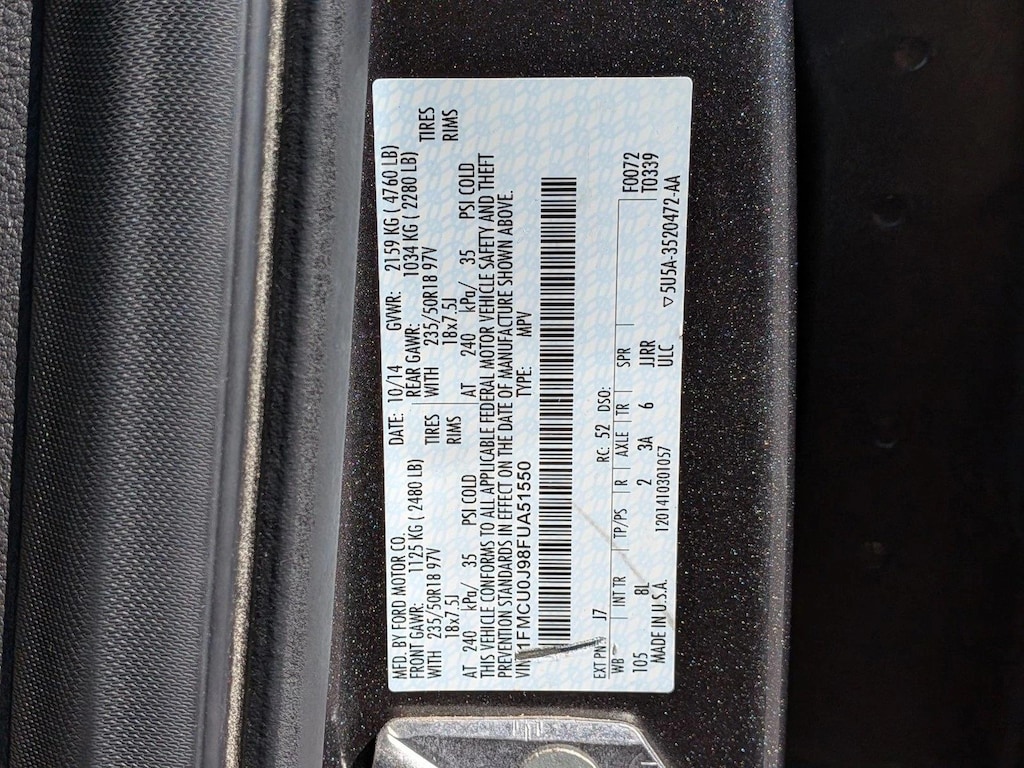 MFD. BY FORD MOTOR CO. DATE: 10/14 GVWR: 2159 KG ( 4760 LB)
FRONT GAWR: 1125 KG ( 2480 LB) REAR GAWR: 1034 KG ( 2280 LB)
WITH 235/50R18 97V TIRES WITH 235/50R18 97V TIRES
18x7.5J RIMS 18x7.5J RIMS
AT 240 kPa/ 35 PSI COLD AT 240 kPa/ 35 PSI COLD
THIS VEHICLE CONFORMS TO ALL APPLICABLE FEDERAL MOTOR VEHICLE SAFETY AND THEFT
PREVENTION STANDARDS IN EFFECT ON THE DATE OF MANUFACTURE SHOWN ABOVE.
VIN: 1FMCU0J98FUA51550 TYPE: MPV
EXT PNT: J7 RC: 52 DSO:
WB INT TR TP/PS R AXLE TR SPR F0072
105 8L 2 3A 6 JJRR T0339
MADE IN U.S.A. 1201410301057 ULC ▽5U5A-3520472-AA